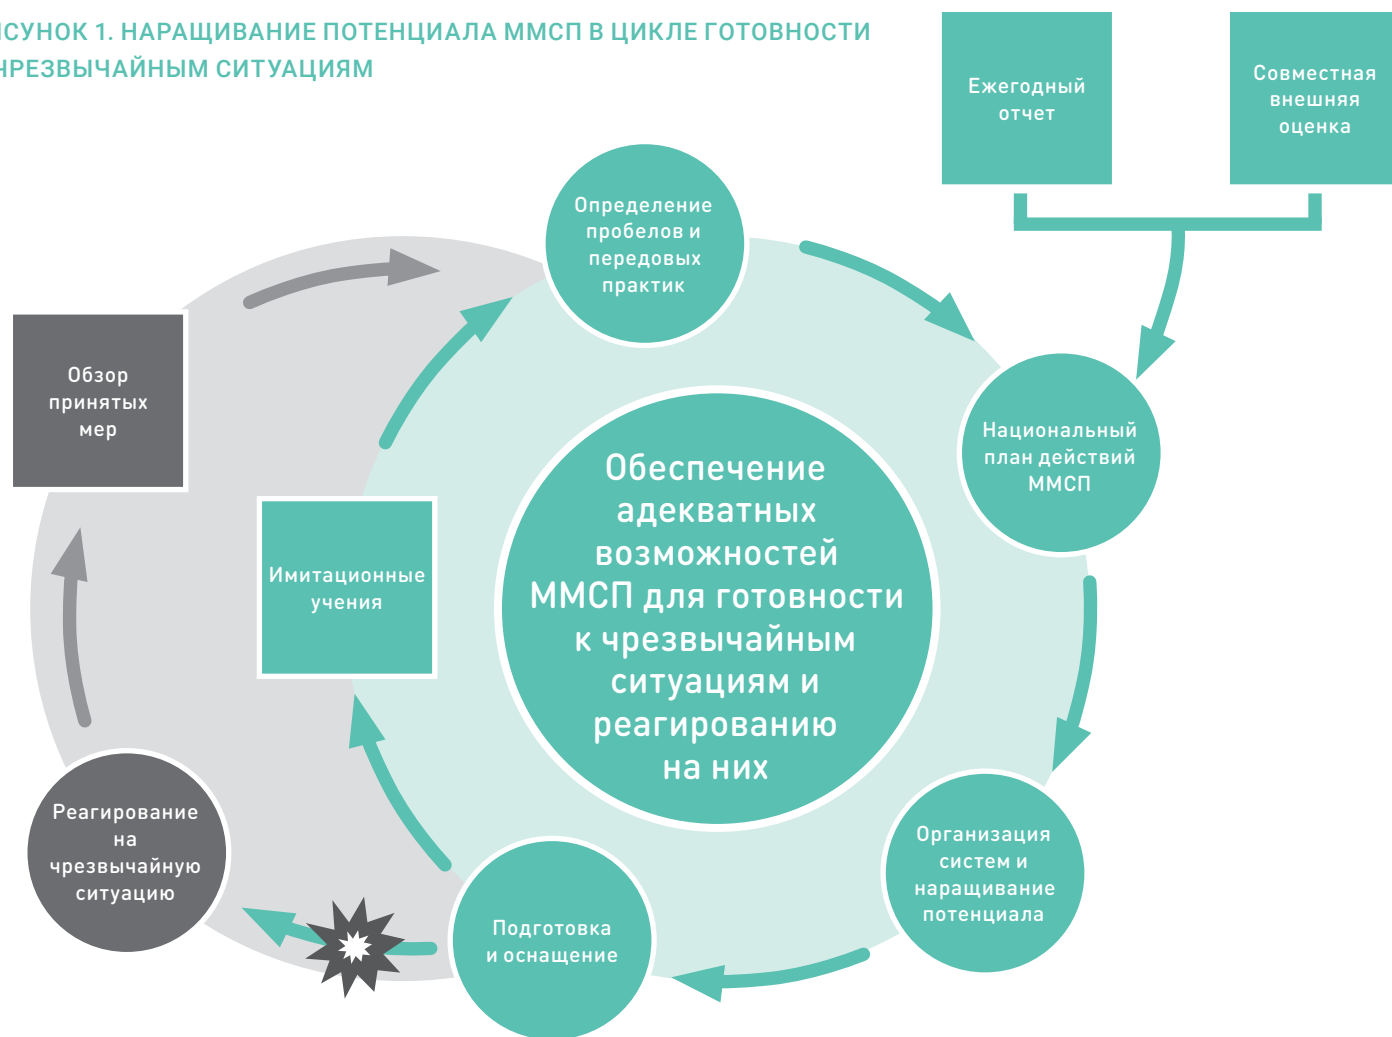 ИСУНОК 1. НАРАЩИВАНИЕ ПОТЕНЦИАЛА ММСП В ЦИКЛЕ ГОТОВНОСТИ
ЧРЕЗВЫЧАЙНЫМ СИТУАЦИЯМ
Ежегодный
отчет
Совместная
внешняя
оценка
Определение
пробелов и
передовых
практик
Обзор
принятых
мер
Национальный
план действий
ММСП
Обеспечение
адекватных
возможностей
ММСП для готовности
к чрезвычайным
ситуациям и
реагированию
на них
Имитационные
учения
Реагирование
на
чрезвычайную
ситуацию
Организация
систем и
наращивание
потенциала
Подготовка
и оснащение